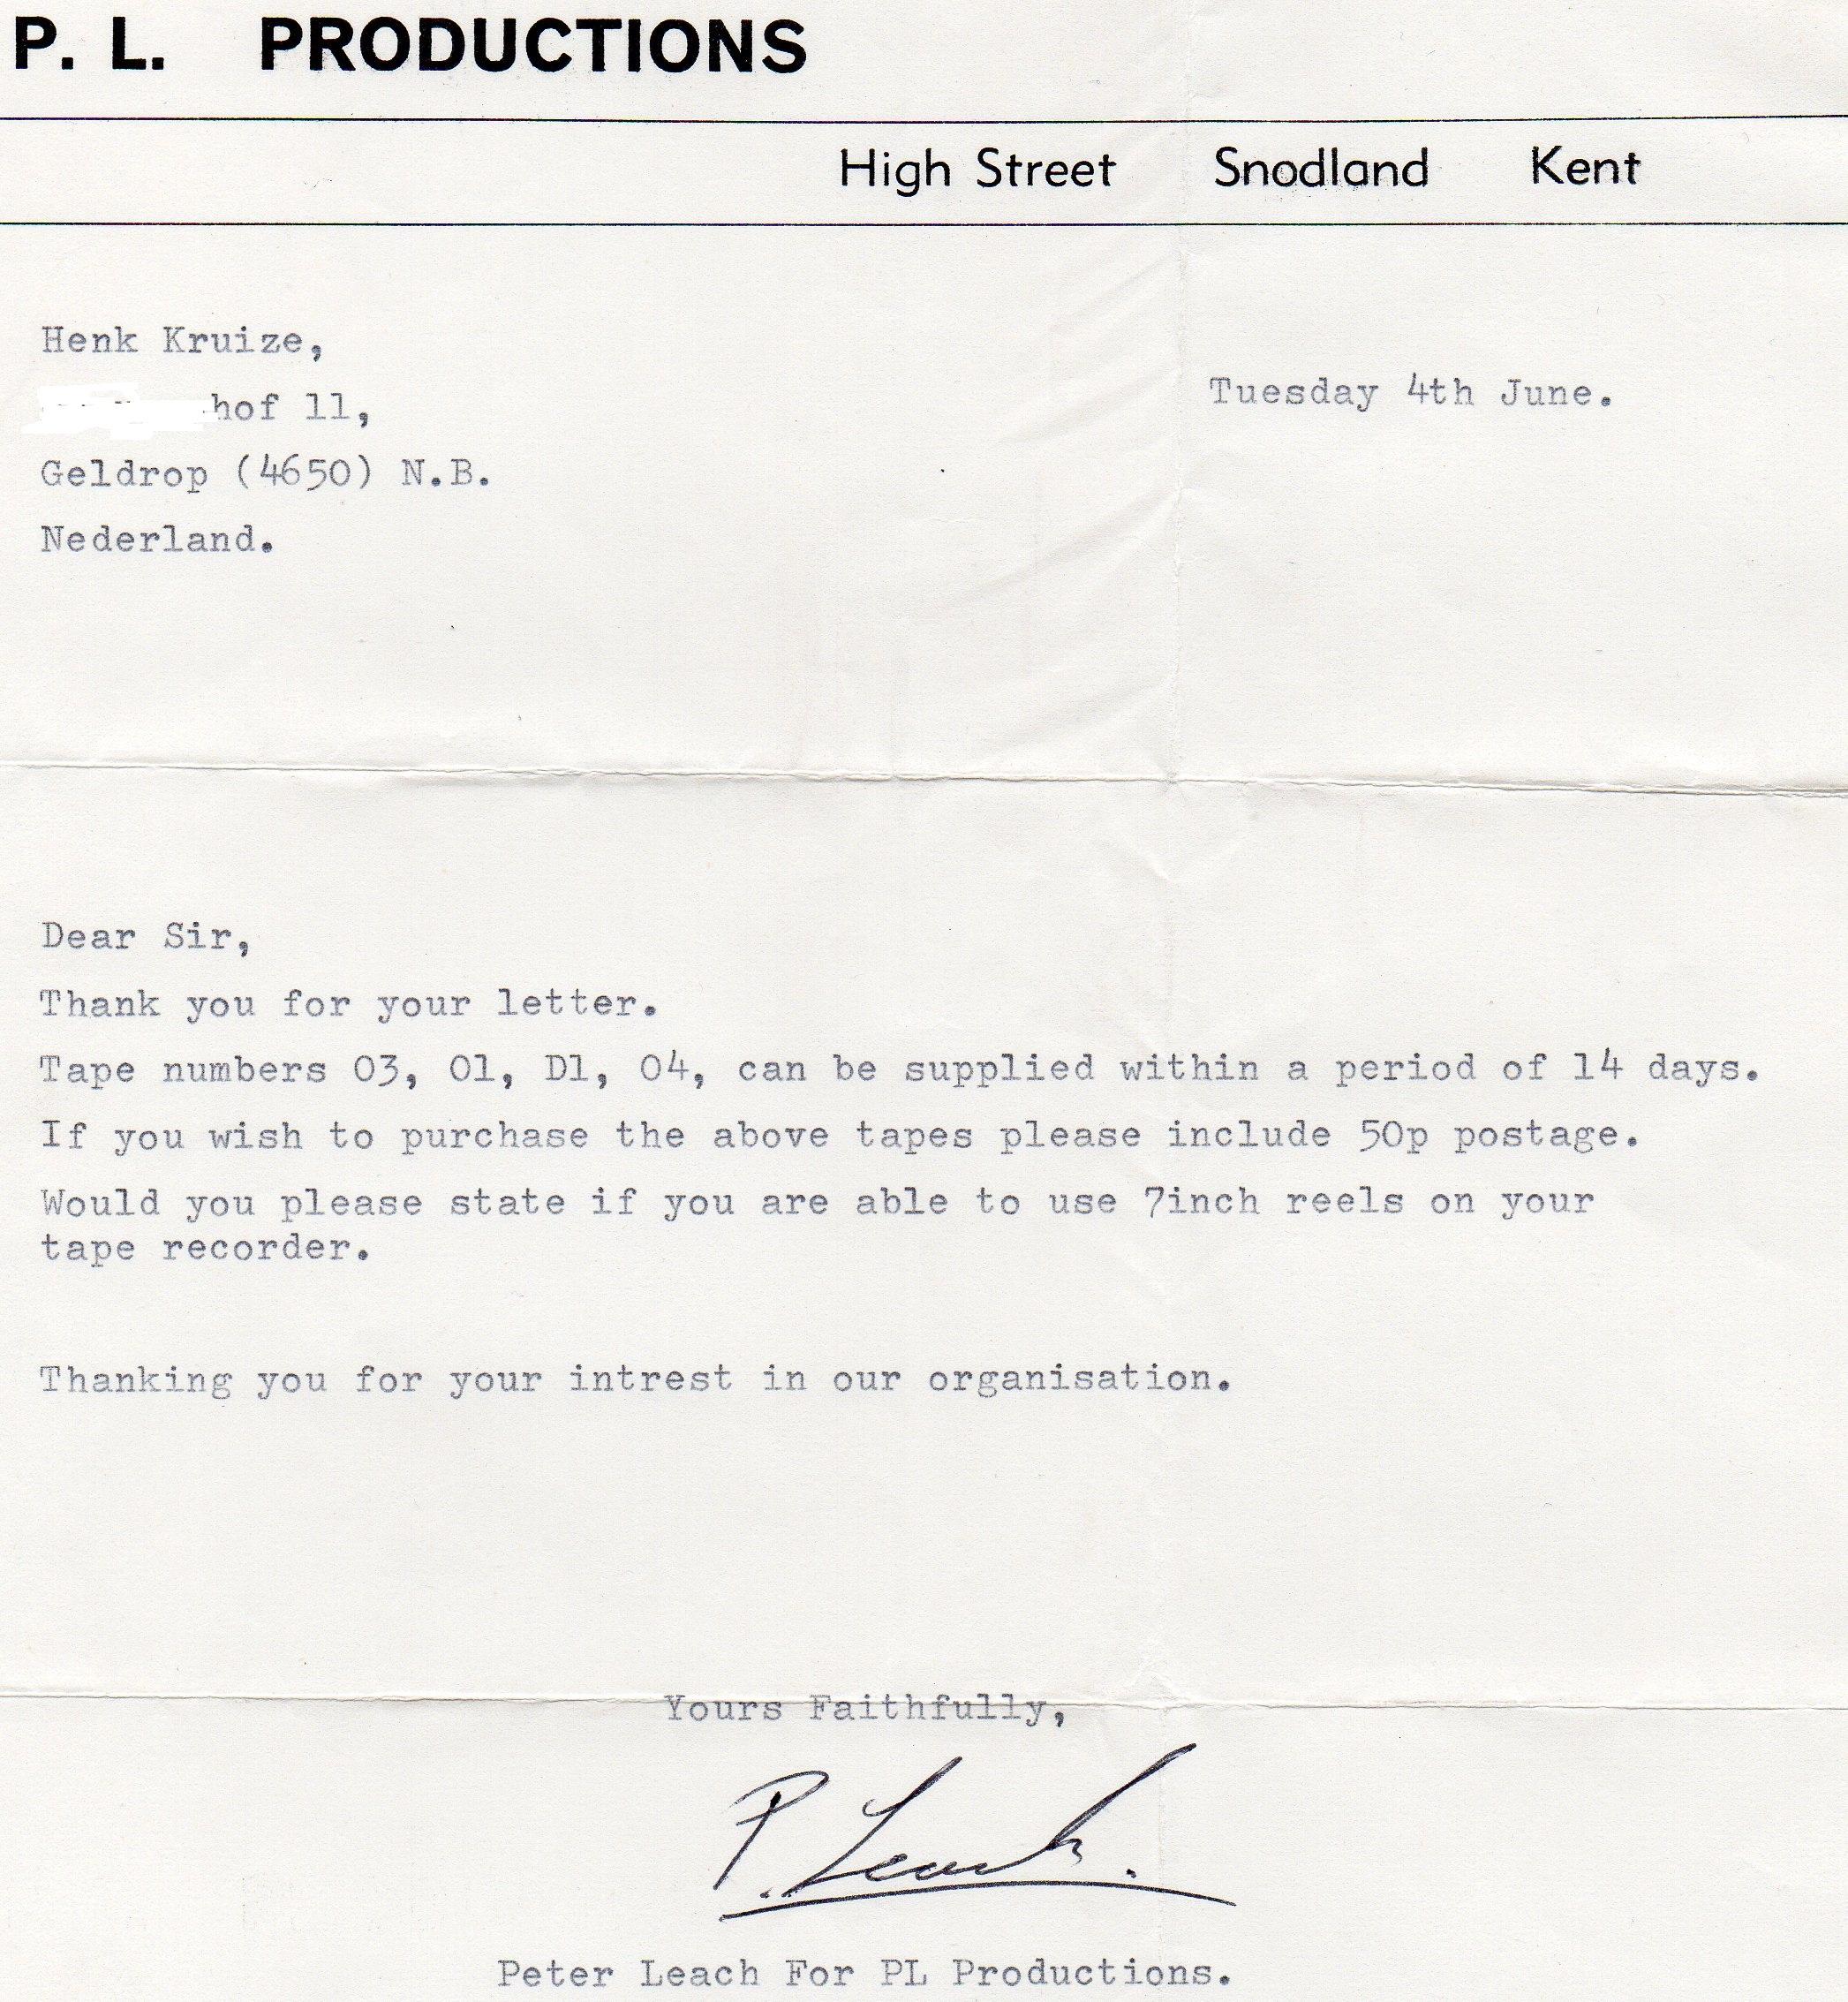 P. L. PRODUCTIONS
High Street Snodland Kent
Henk Kruize,
Tuesday 4th June.
hof 11,
Geldrop (4650) N.B.
Nederland.
Dear Sir,
Thank you for your letter.
Tape numbers 03, 01, D1, 04, can be supplied within a period of 14 days.
If you wish to purchase the above tapes please include 50p postage.
Would you please state if you are able to use 7inch reels on your
tape recorder.
Thanking you for your intrest in our organisation.
Yours Faithfully,
P. Leach.
Peter Leach For PL Productions.